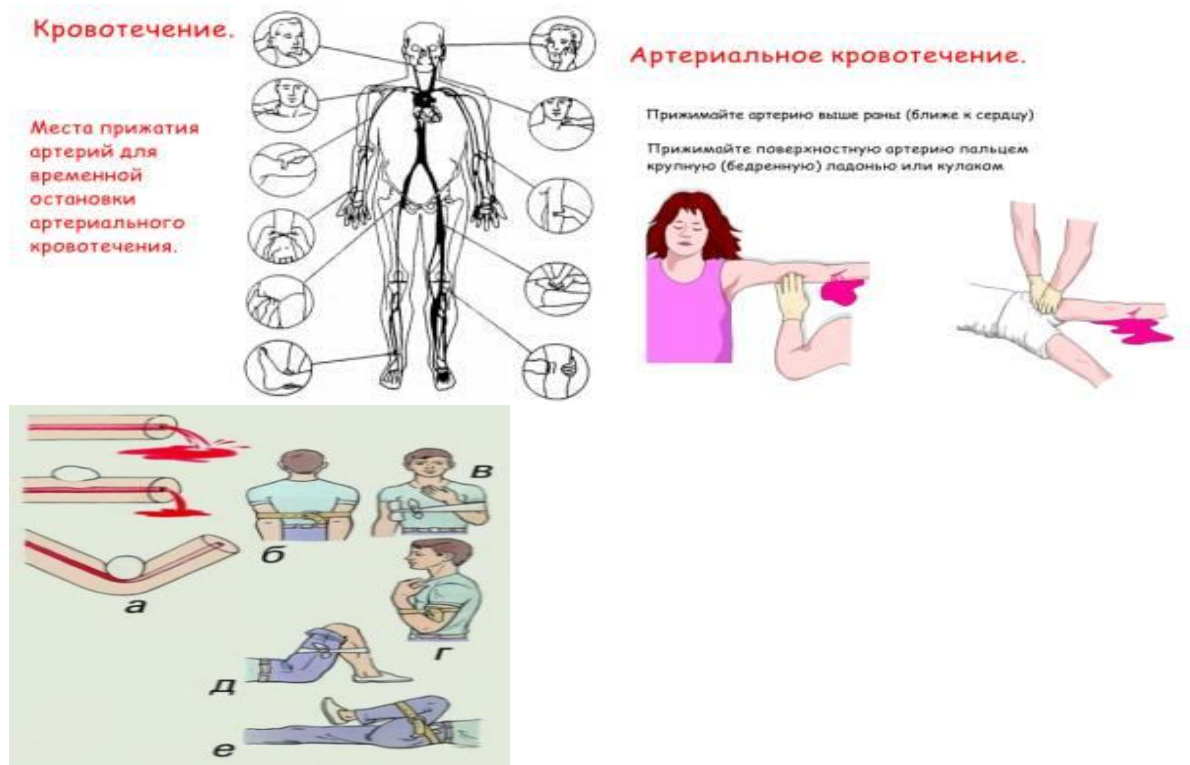 Кровотечение.
Места прижатия
артерий для
временной
остановки
артериального
кровотечения.
Артериальное кровотечение.
Прижимайте артерию выше раны (ближе к сердцу)
Прижимайте поверхностную артерию пальцем
крупную (бедренную) ладонью или кулаком
а
б
в
г
д
е